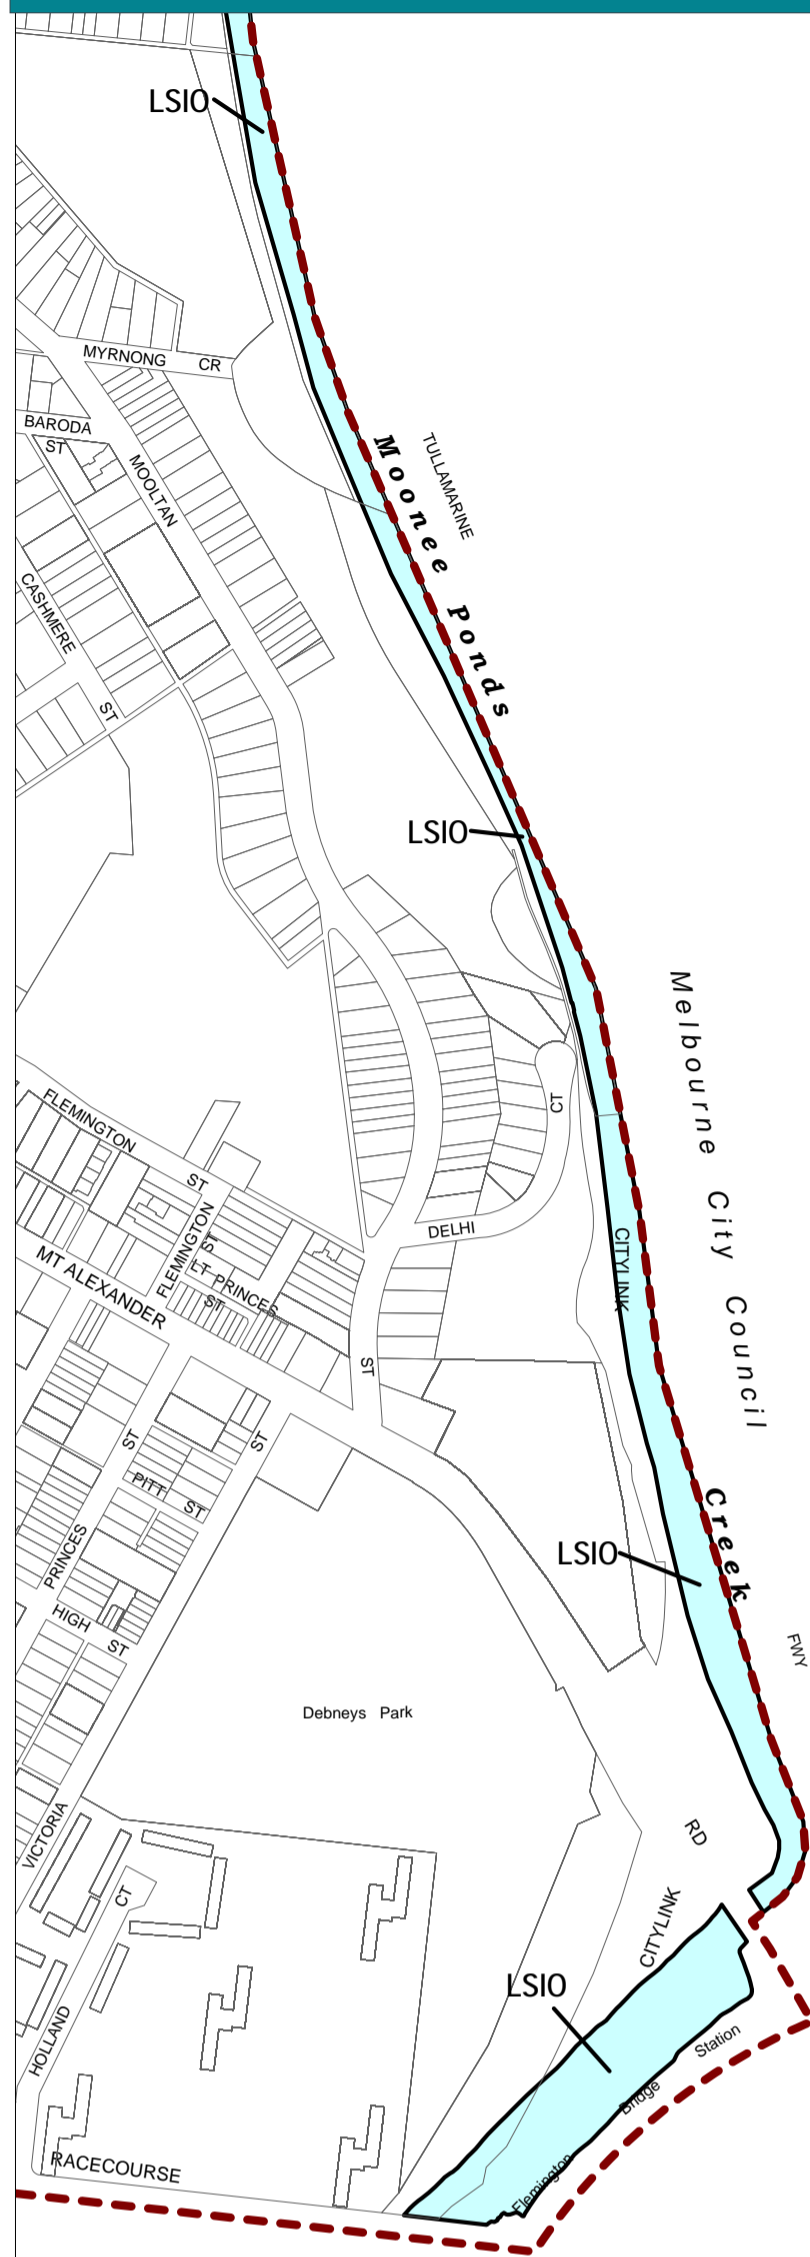 LSIO
MYRNONG CR
BARODA
ST
MOOLTAN
TULLAMARINE
Moonee Ponds
CASHMERE
ST
LSIO
Melbourne City Council
FLEMINGTON
ST
CT
FLEMINGTON
ST
DELHI
CITYLINK
MT ALEXANDER
LT PRINCES
ST
ST
ST
ST
PITT ST
Creek
LSIO
PRINCES
HIGH
ST
FWY
Debneys Park
VICTORIA
RD
CT
CITYLINK
LSIO
HOLLAND
Station
Bridge
Flemington
RACECOURSE